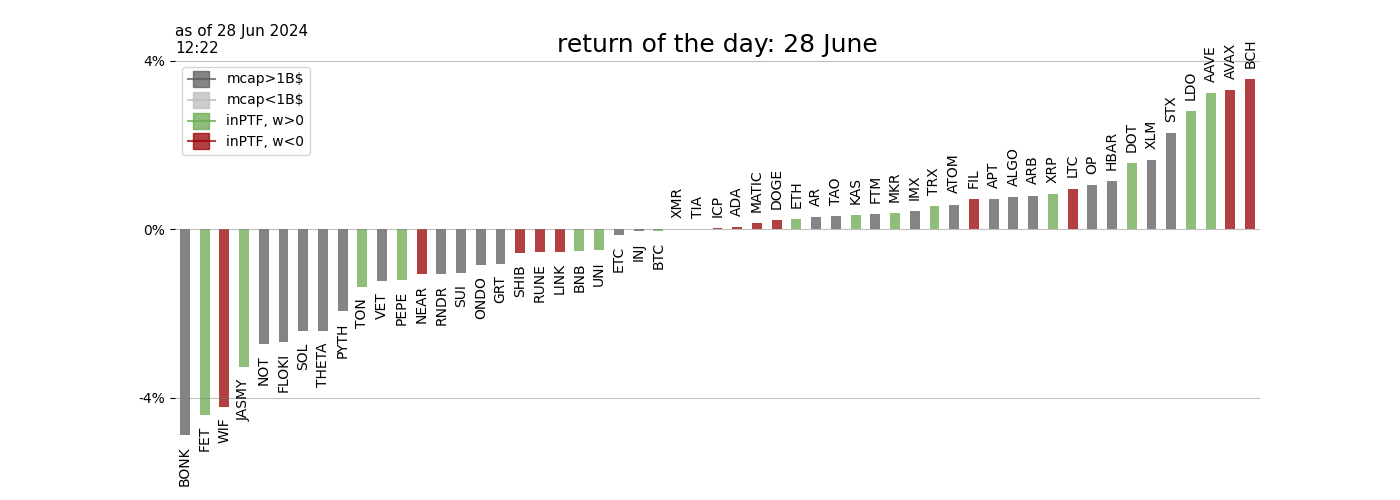 as of 28 Jun 2024
12:22
return of the day: 28 June
4%
0%
-4%
mcap>1B$
mcap<1B$
inPTF, w>0
inPTF, w<0
BONK
FET
WIF
JASMY
NOT
FLOKI
SOL
THETA
PYTH
TON
VET
PEPE
NEAR
RNDR
SUI
ONDO
GRT
SHIB
RUNE
LINK
BNB
UNI
ETC
INJ
BTC
XMR
TIA
ICP
ADA
MATIC
DOGE
ETH
AR
TAO
KAS
FTM
MKR
IMX
TRX
ATOM
FIL
APT
ALGO
ARB
XRP
LTC
OP
HBAR
DOT
XLM
STX
LDO
AAVE
AVAX
BCH